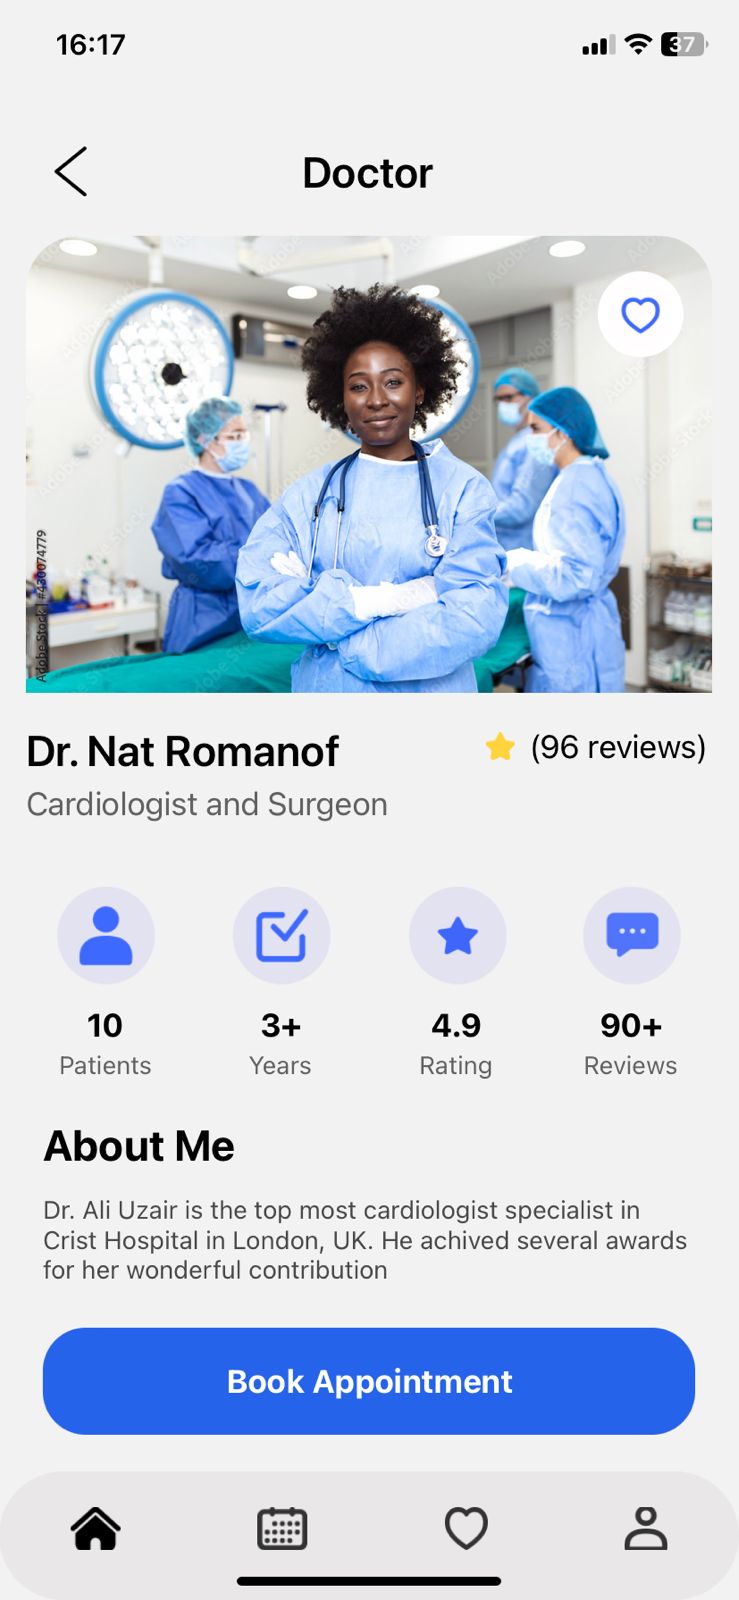 16:17
37
Doctor
Adobe Stock | #430074779
Dr. Nat Romanof
(96 reviews)
Cardiologist and Surgeon
10
3+
4.9
90+
Patients
Years
Rating
Reviews
About Me
Dr. Ali Uzair is the top most cardiologist specialist in
Crist Hospital in London, UK. He achived several awards
for her wonderful contribution
Book Appointment